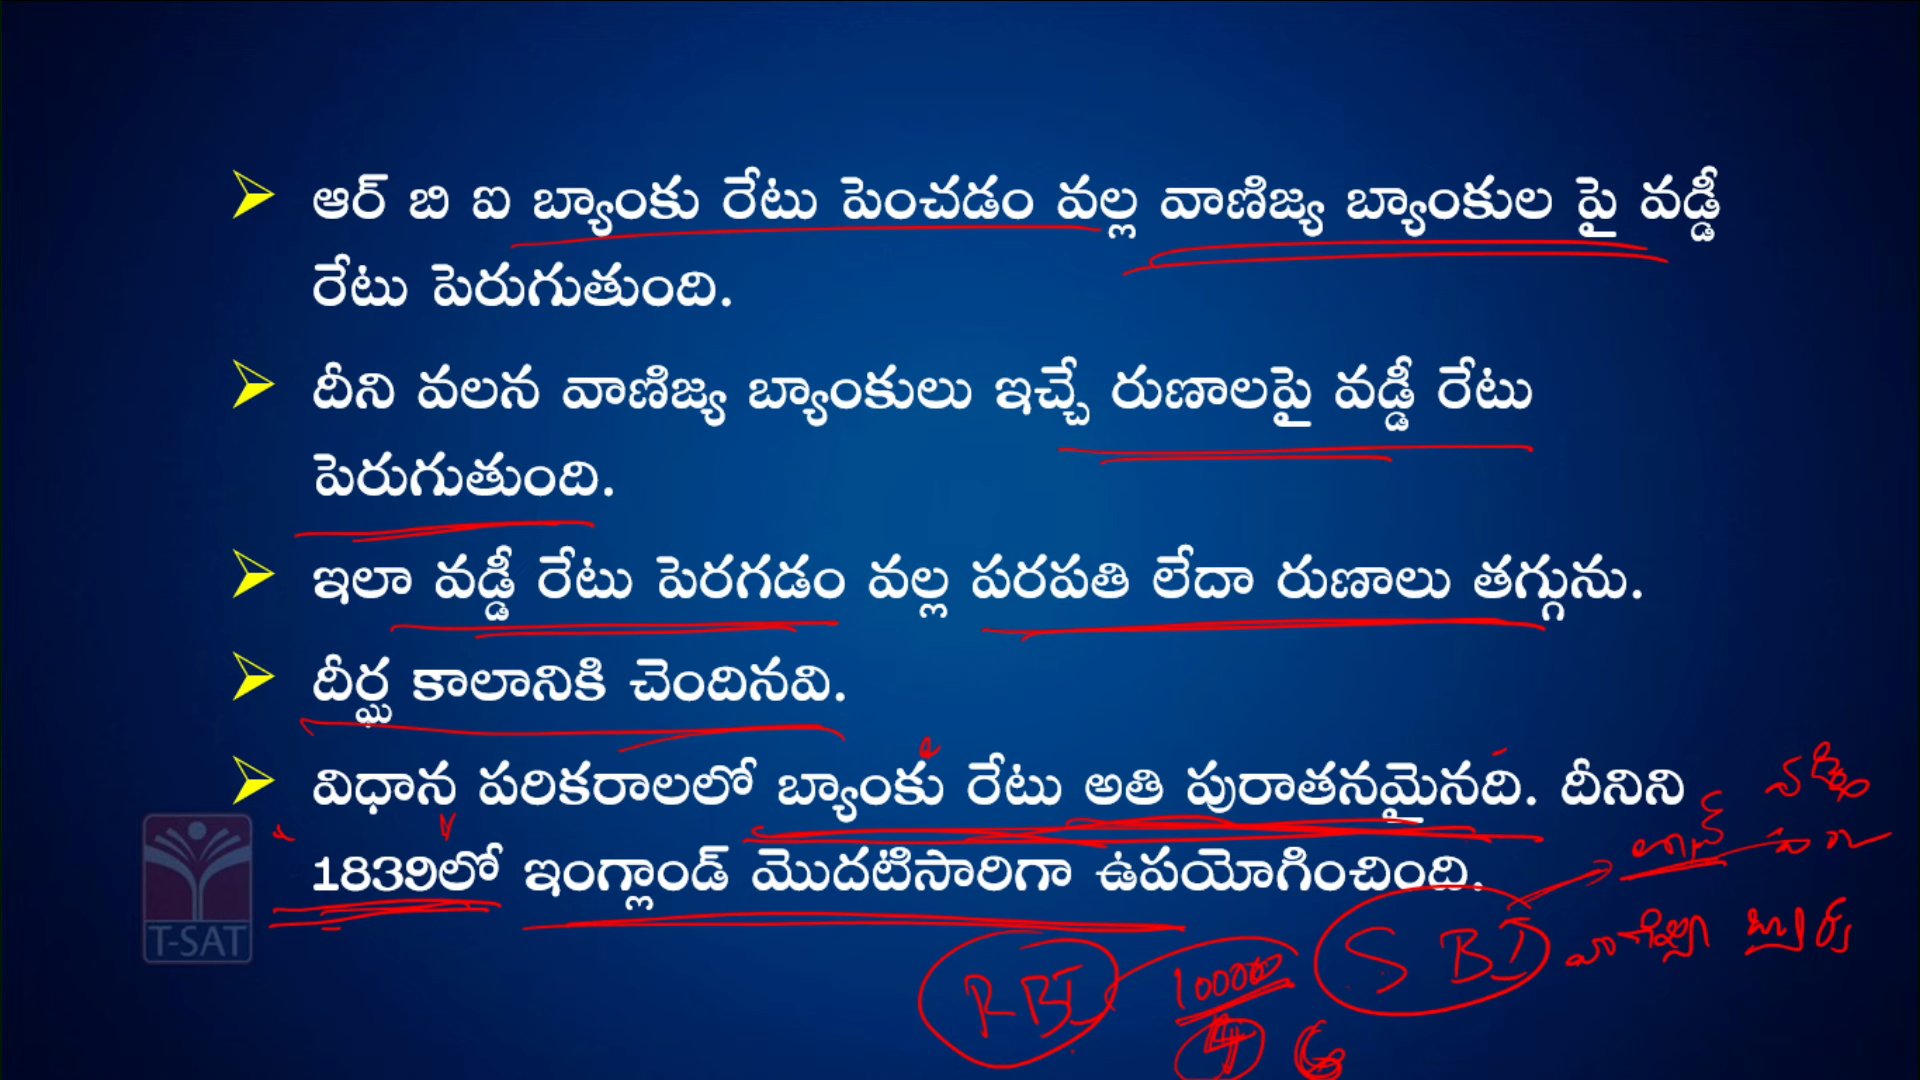 ఆర్ బి ఐ బ్యాంకు రేటు పెంచడం వల్ల వాణిజ్య బ్యాంకుల పై వడ్డీ
రేటు పెరుగుతుంది.
దీని వలన వాణిజ్య బ్యాంకులు ఇచ్చే రుణాలపై వడ్డీ రేటు
పెరుగుతుంది.
ఇలా వడ్డీ రేటు పెరగడం వల్ల పరపతి లేదా రుణాలు తగ్గును.
దీర్ఘ కాలానికి చెందినవి.
విధాన పరికరాలలో బ్యాంకు రేటు అతి పురాతనమైనది. దీనిని
1839లో ఇంగ్లాండ్ మొదటిసారిగా ఉపయోగించింది.
T-SAT
RBI
SBI